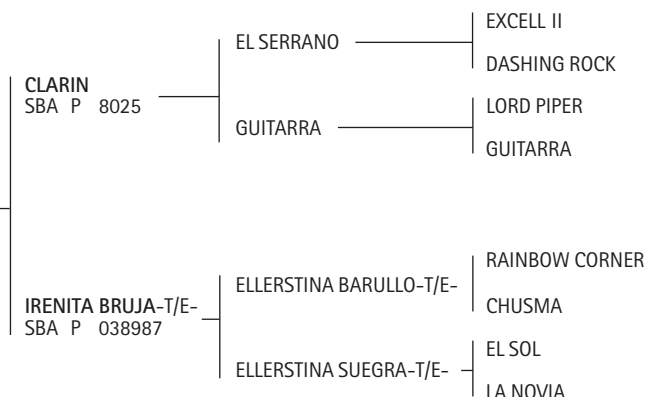 EXCELL II
EL SERRANO
DASHING ROCK
CLARIN
SBA P 8025
LORD PIPER
GUITARRA
GUITARRA
RAINBOW CORNER
ELLERSTINA BARULLO-T/E-
CHUSMA
IRENITA BRUJA-T/E-
SBA P 038987
EL SOL
ELLERSTINA SUEGRA-T/E-
LA NOVIA